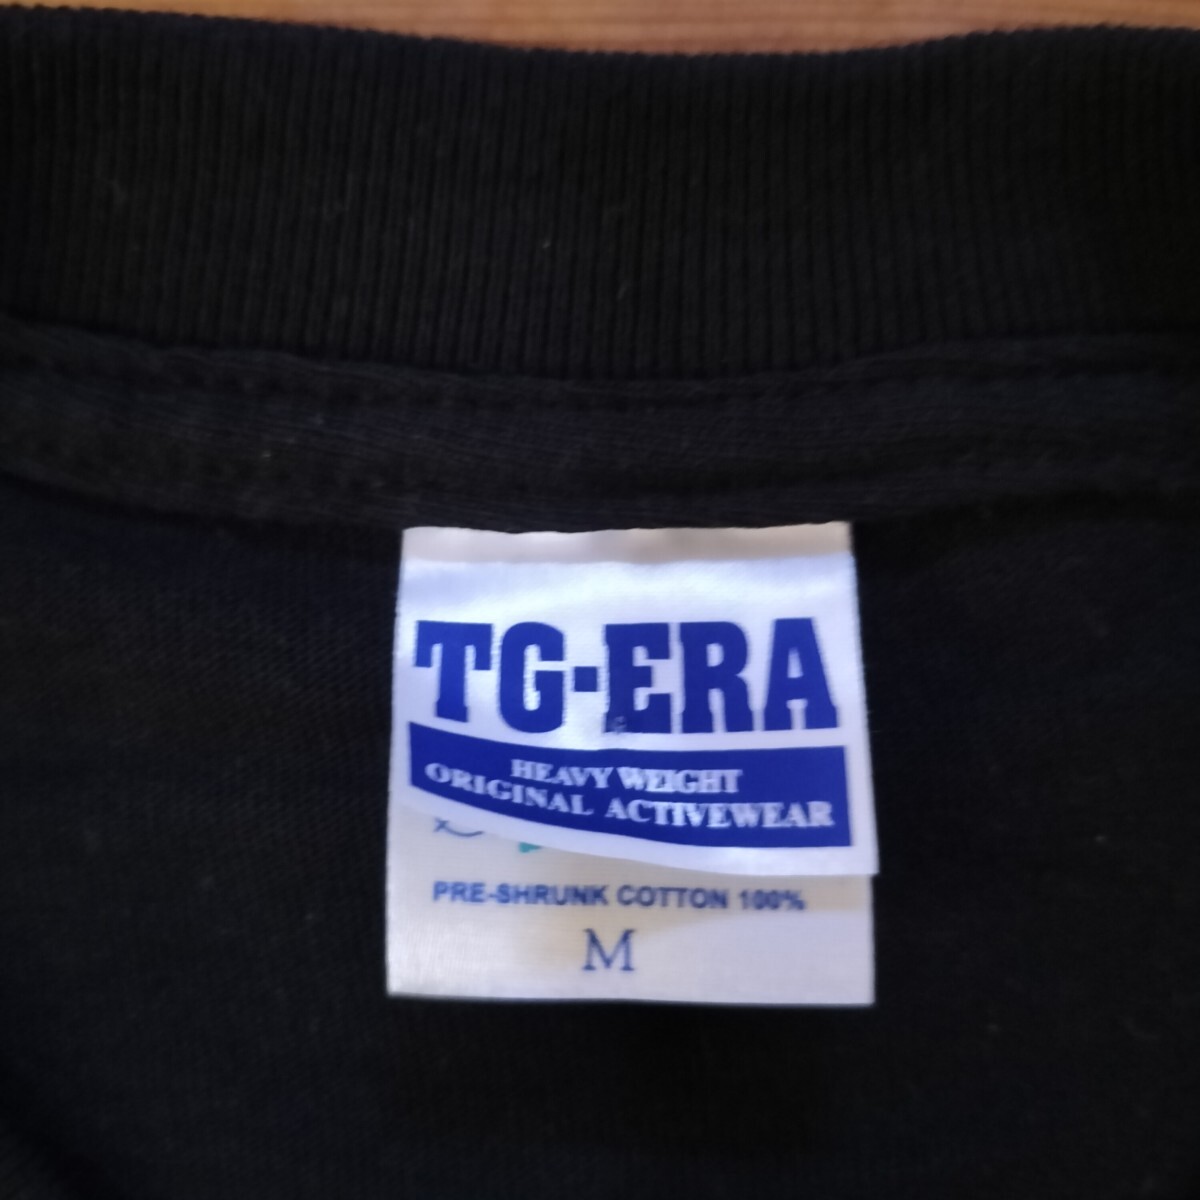 TG-ERA
HEAVY WEIGHT
ORIGINAL ACTIVEWEAR
PRE-SHRUNK COTTON 100%
M